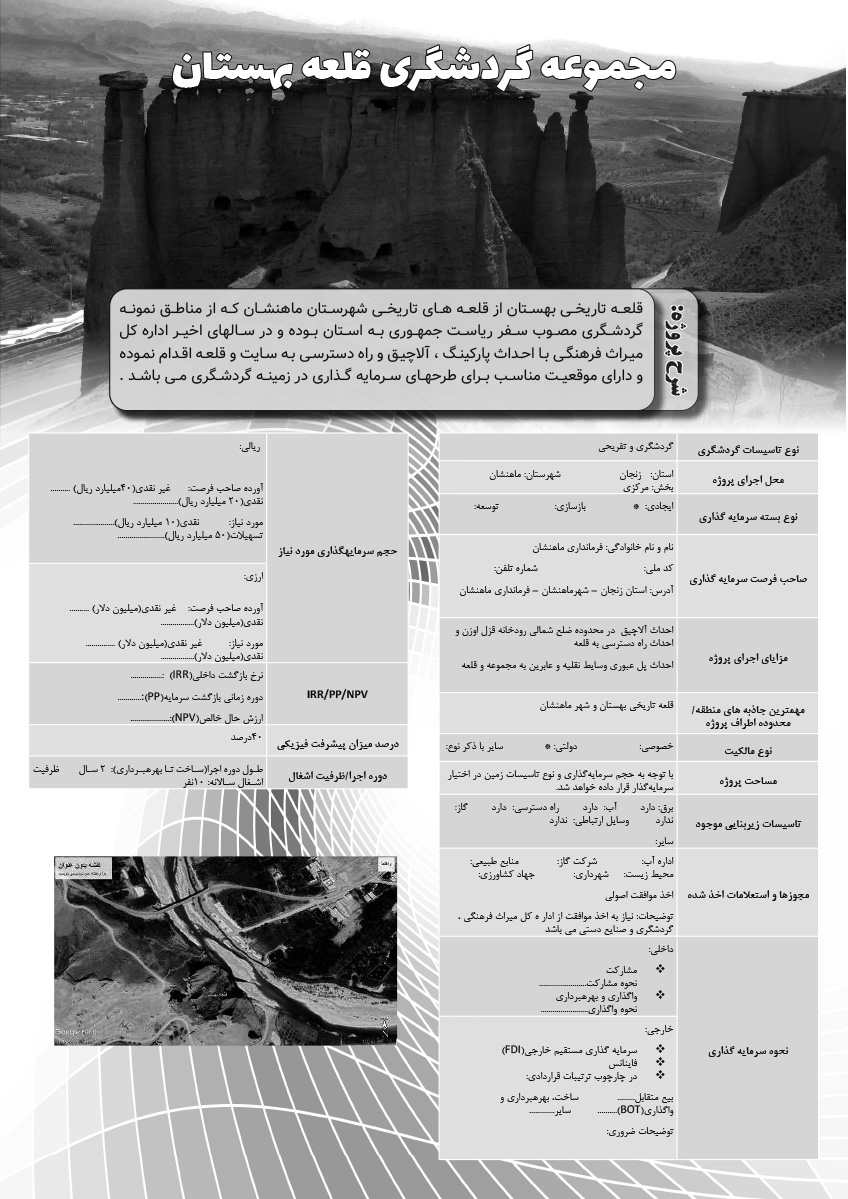 مجموعه گردشگری قلعه بهستان
شرح پروژه:
قلعه تاریخی بهستان از قلعه های تاریخی شهرستان ماهنشان که از مناطق نمونه
گردشگری مصوب سفر ریاست جمهوری به استان بوده و در سالهای اخیر اداره کل
میراث فرهنگی با احداث پارکینگ ، آلاچیق و راه دسترسی به سایت و قلعه اقدام نموده
و دارای موقعیت مناسب برای طرحهای سرمایه گذاری در زمینه گردشگری می باشد .
نوع تاسیسات گردشگری
گردشگری و تفریحی
محل اجرای پروژه
استان: زنجان شهرستان: ماهنشان
بخش: مرکزی
نوع بسته سرمایه گذاری
ایجادی: * بازسازی: توسعه:
صاحب فرصت سرمایه گذاری
نام و نام خانوادگی: فرمانداری ماهنشان
کد ملی: شماره تلفن:
آدرس: استان زنجان – شهرماهنشان – فرمانداری ماهنشان
مزایای اجرای پروژه
احداث آلاچیق در محدوده ضلع شمالی رودخانه قزل اوزن و
احداث راه دسترسی به قلعه
احداث پل عبوری وسایط نقلیه و عابرین به مجموعه و قلعه
مهمترین جاذبه های منطقه/
محدوده اطراف پروژه
قلعه تاریخی بهستان و شهر ماهنشان
نوع مالکیت
خصوصی: دولتی: * سایر با ذکر نوع:
مساحت پروژه
با توجه به حجم سرمایه‌گذاری و نوع تاسیسات زمین در اختیار
سرمایه‌گذار قرار داده خواهد شد.
تاسیسات زیربنایی موجود
برق: دارد آب: دارد راه دسترسی: دارد گاز:
ندارد وسایل ارتباطی: ندارد
سایر:
مجوزها و استعلامات اخذ شده
اداره آب: شرکت گاز: منابع طبیعی:
محیط زیست: شهرداری: جهاد کشاورزی:
اخذ موافقت اصولی
توضیحات: نیاز به اخذ موافقت از ادار ه کل میراث فرهنگی ،
گردشگری و صنایع دستی می باشد
نحوه سرمایه گذاری
داخلی:
❖ مشارکت
نحوه مشارکت.......................
❖ واگذاری و بهرهبرداری
نحوه واگذاری.......................
خارجی:
❖ سرمایه گذاری مستقیم خارجی(FDI)
❖ فاینانس
❖ در چارچوب ترتیبات قراردادی:
بیع متقابل......... ساخت، بهرهبرداری و
واگذاری(BOT).......... سایر............
توضیحات ضروری:
حجم سرمایهگذاری مورد نیاز
ریالی:
آورده صاحب فرصت: غیر نقدی(۴۰میلیارد ریال) ..........
نقدی(۲۰ میلیارد ریال)......................
مورد نیاز: نقدی(۱۰ میلیارد ریال)....................
تسهیلات(۵۰ میلیارد ریال).......................
ارزی:
آورده صاحب فرصت: غیر نقدی(میلیون دلار) ..........
نقدی(میلیون دلار)................
مورد نیاز: غیر نقدی(میلیون دلار) ..............
نقدی(میلیون دلار)................
IRR/PP/NPV
نرخ بازگشت داخلی(IRR) :...............
دوره زمانی بازگشت سرمایه(PP):............
ارزش حال خالص(NPV):...................
درصد میزان پیشرفت فیزیکی
۴۰درصد
دوره اجرا/ظرفیت اشغال
طول دوره اجرا(ساخت تا بهرهبرداری): ۲ سال ظرفیت
اشغال سالانه: ۱۰نفر
نقشه بدون عنوان
راهنما
قلعه بهستان
Google Earth
N